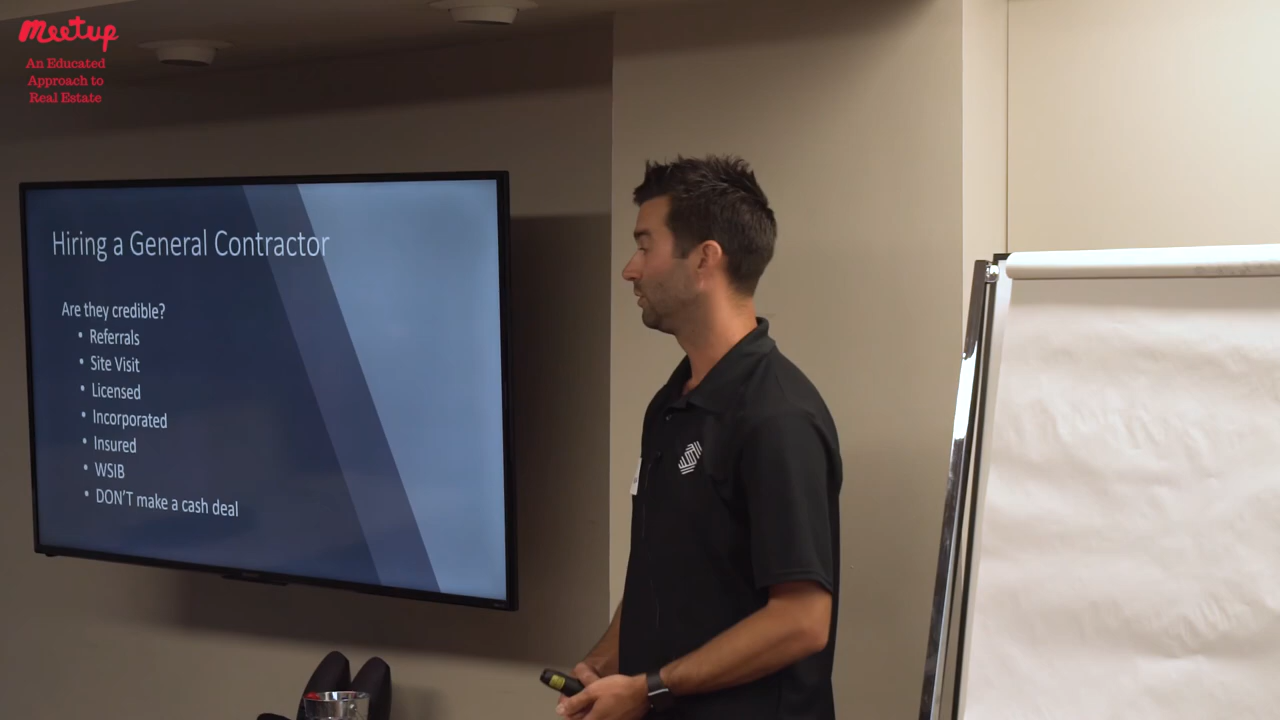 Meetup
An Educated
Approach to
Real Estate
Hiring a General Contractor
Are they credible?
• Referrals
• Site Visit
• Licensed
• Incorporated
• Insured
• WSIB
• DON'T make a cash deal